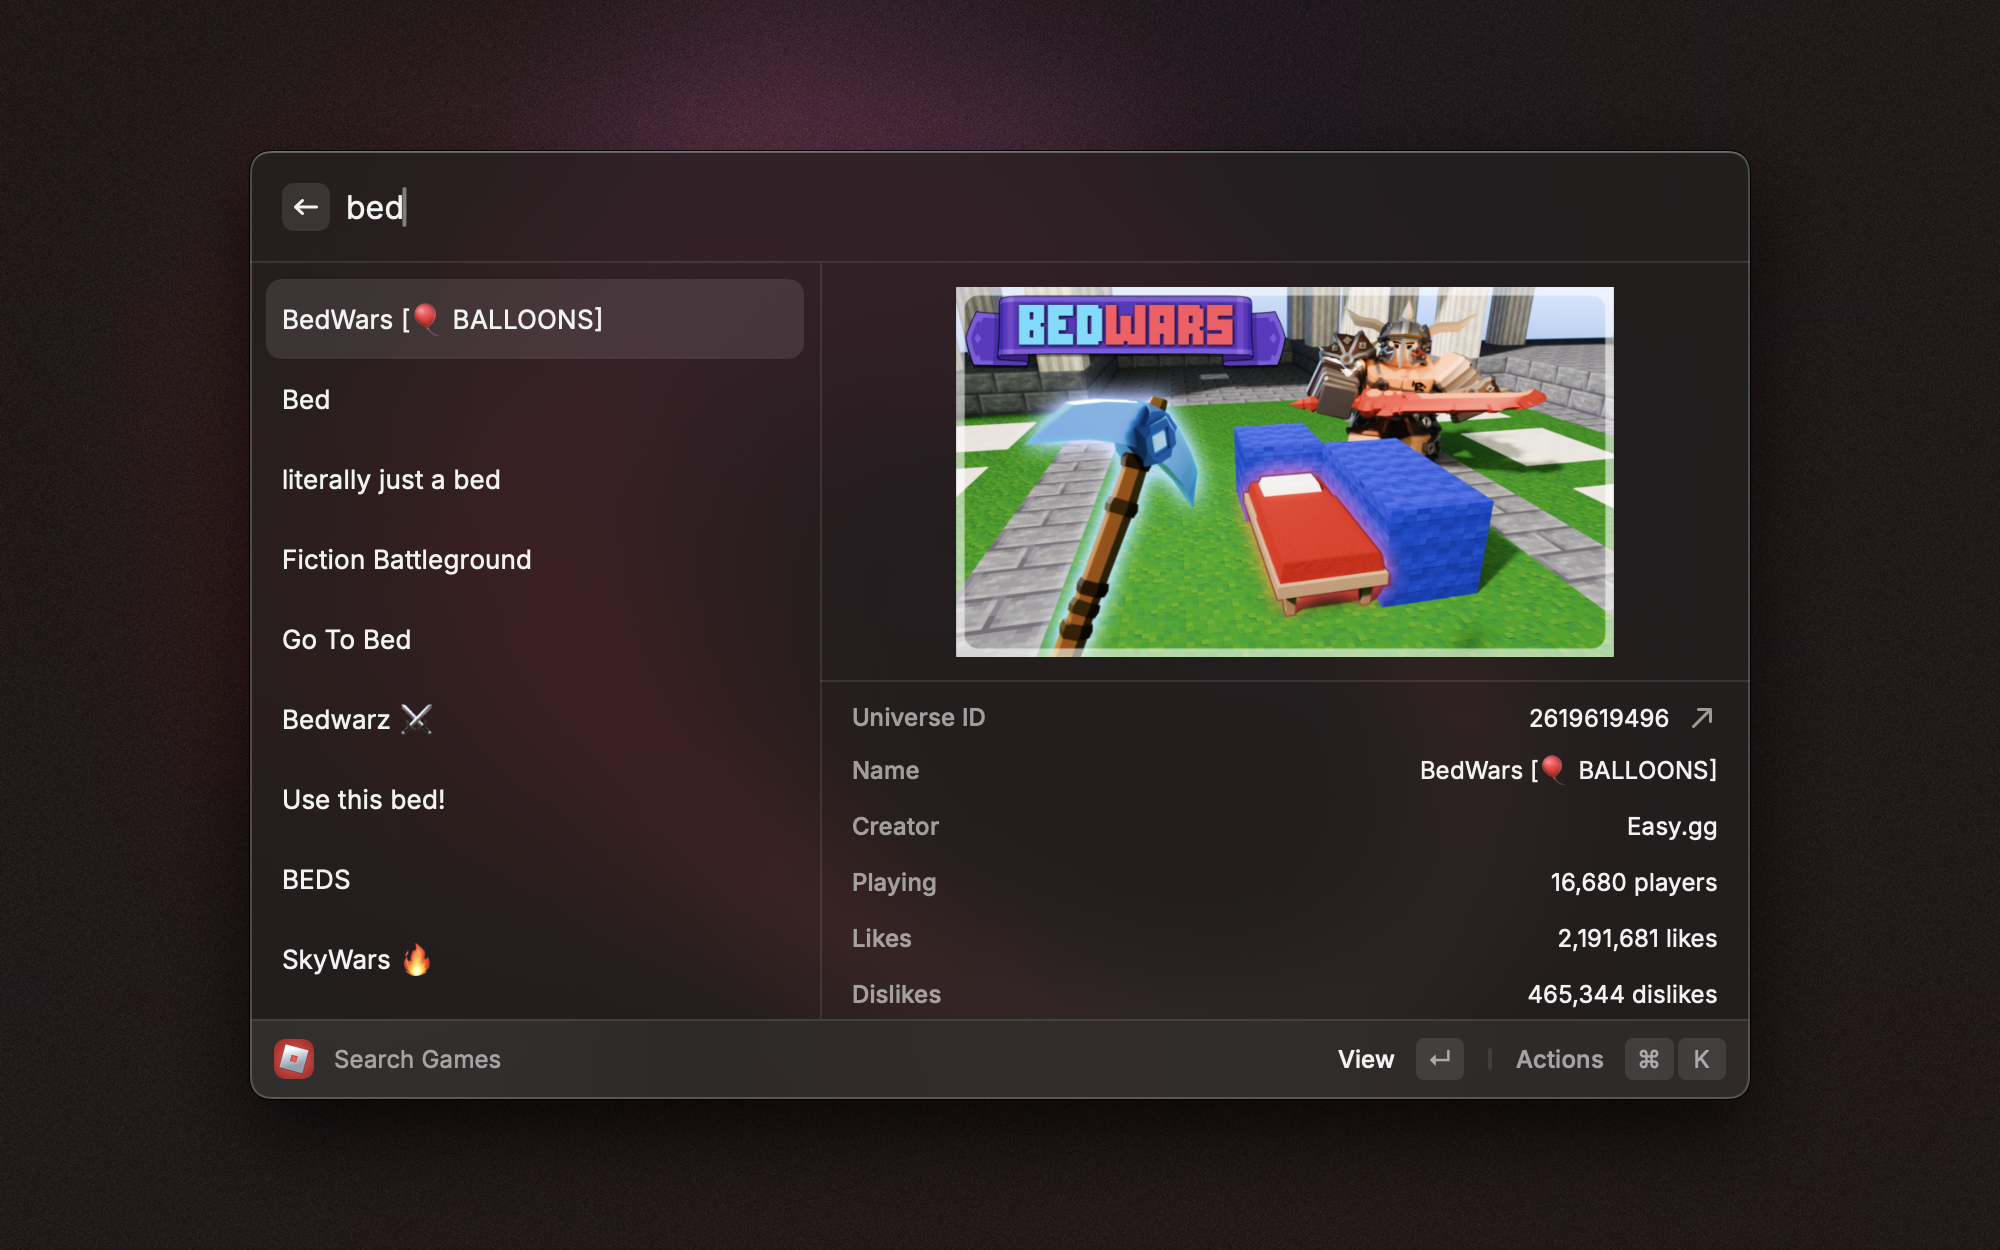 bed
BedWars [🎈 BALLOONS]
Bed
literally just a bed
Fiction Battleground
Go To Bed
Bedwarz ⚔️
Use this bed!
BEDS
SkyWars 🔥
BEDWARS
Universe ID 2619619496
Name BedWars [🎈 BALLOONS]
Creator Easy.gg
Playing 16,680 players
Likes 2,191,681 likes
Dislikes 465,344 dislikes
Search Games View Actions ⌘ K